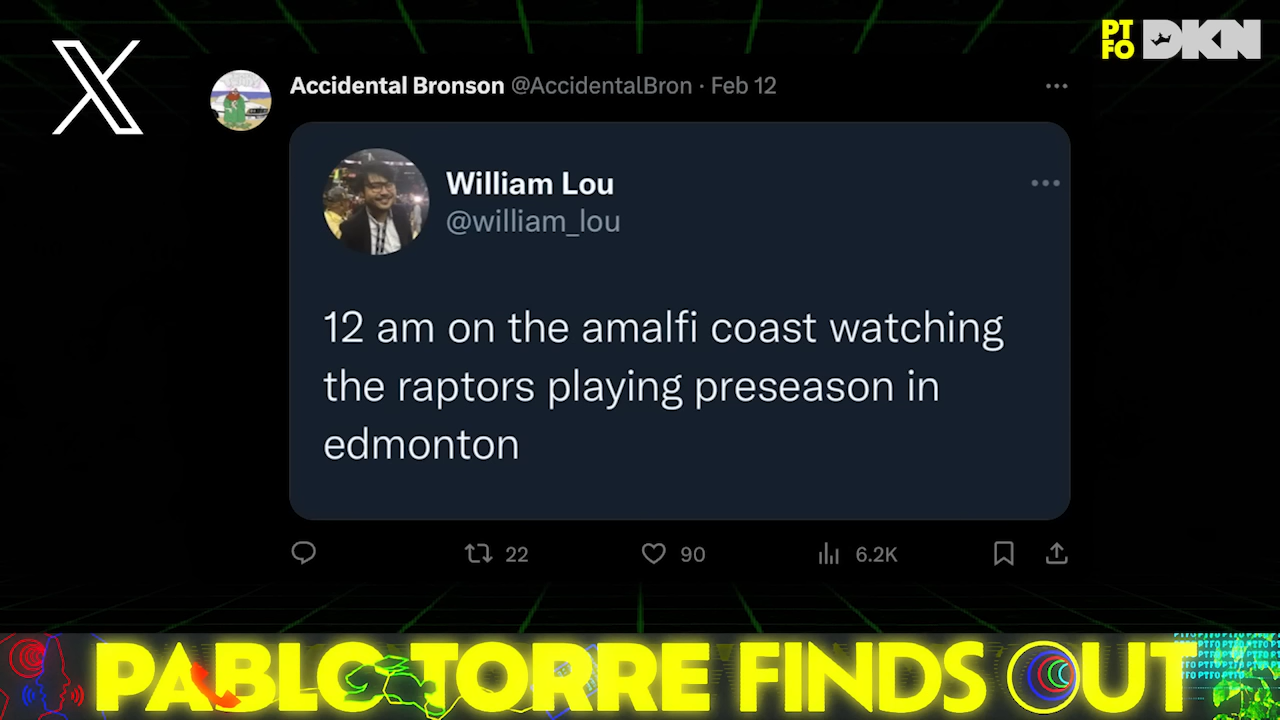 PT
FO
DKN
X
Accidental Bronson @AccidentalBron · Feb 12
William Lou
@william_lou
12 am on the amalfi coast watching
the raptors playing preseason in
edmonton
22
90
6.2K
PABLO TORRE FINDS OUT